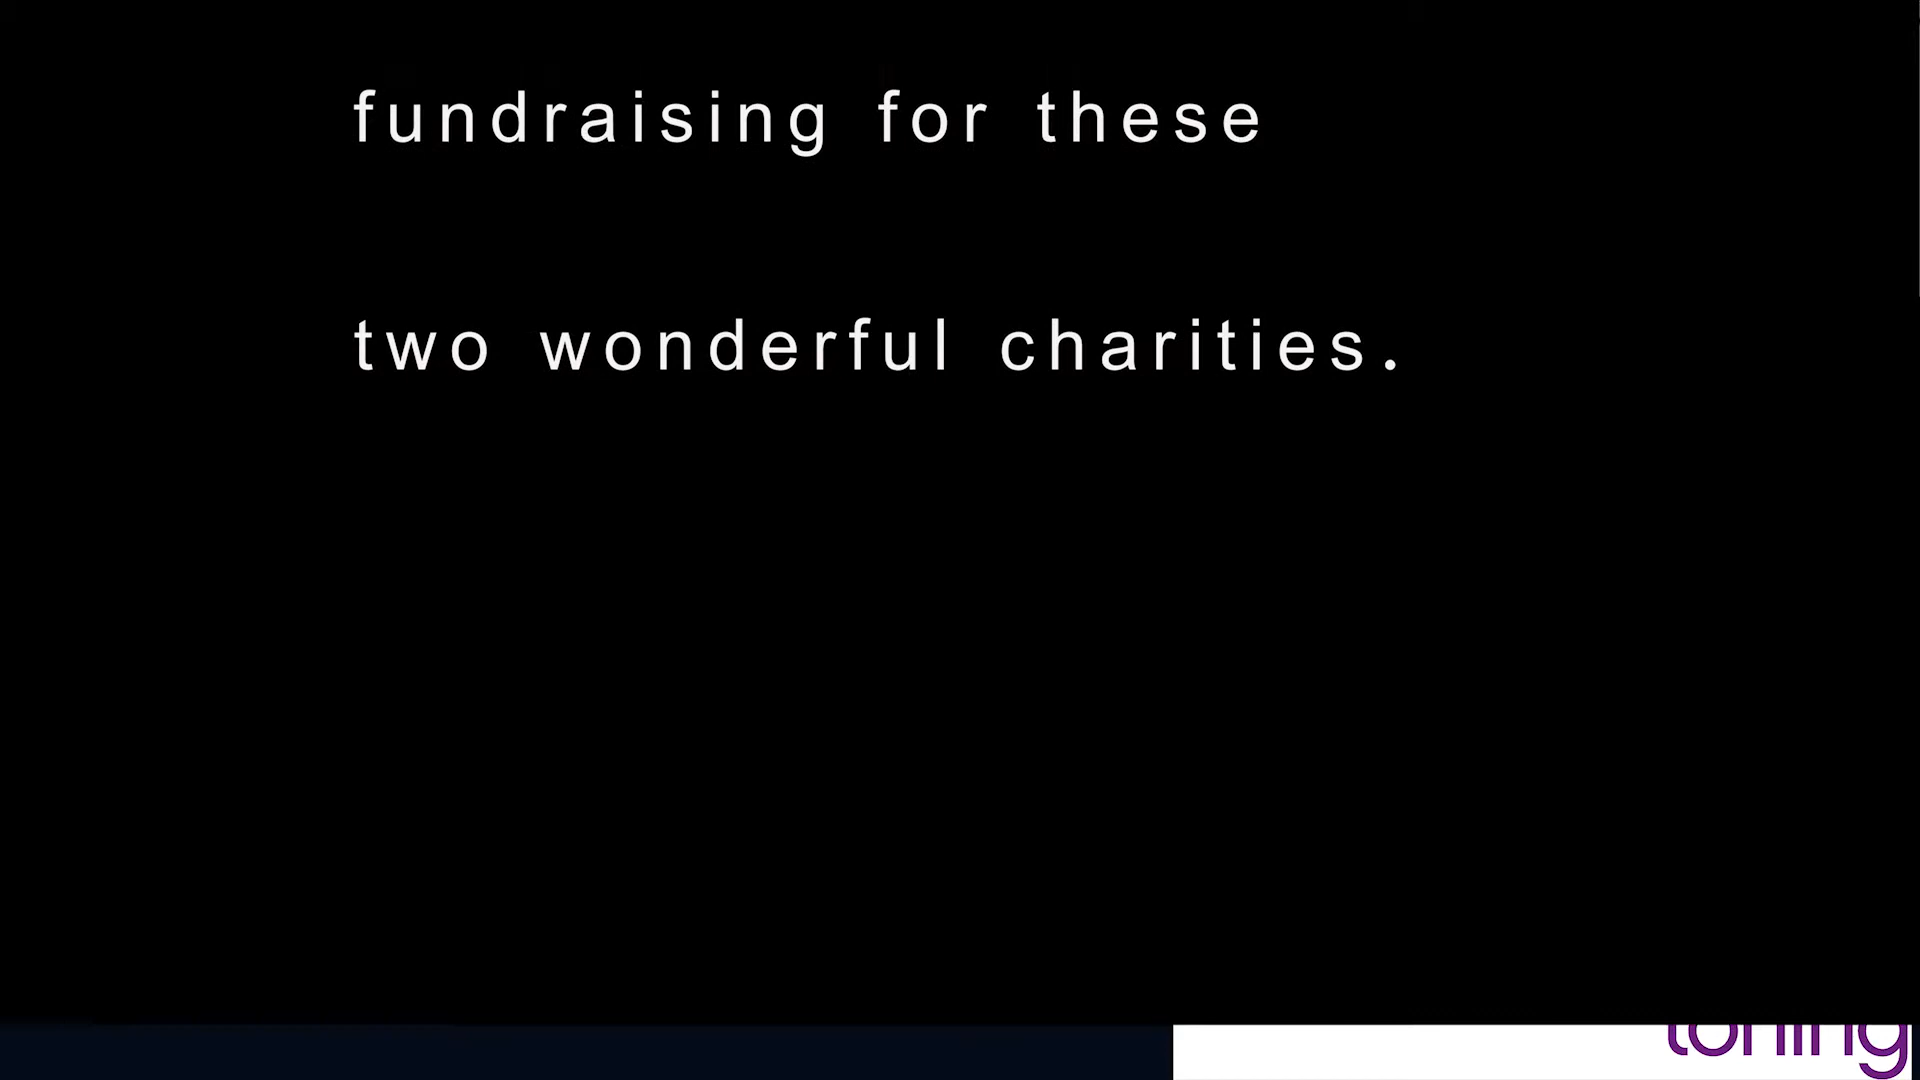 fundraising for these
two wonderful charities.